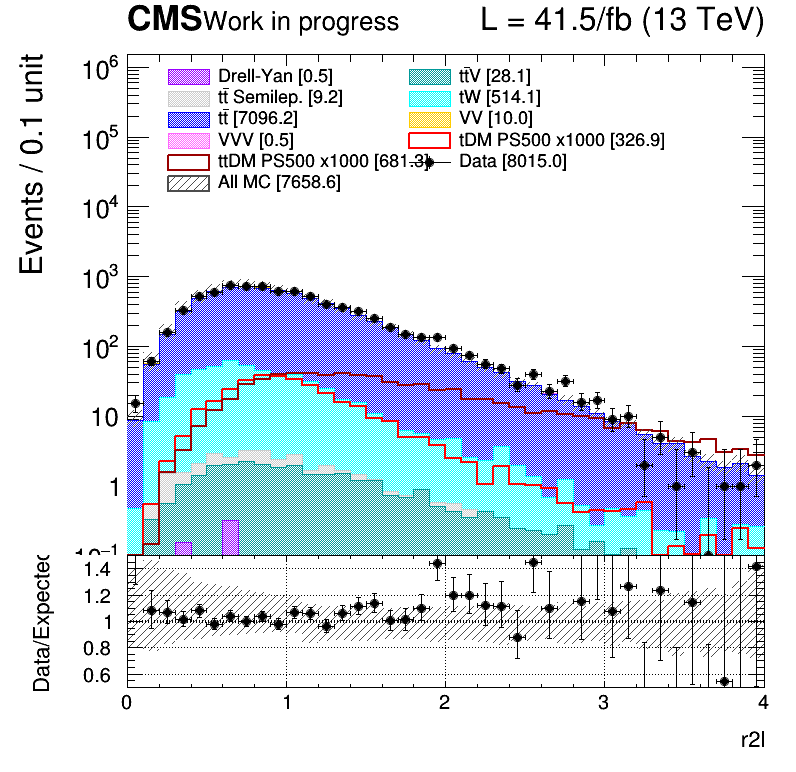 CMS Work in progress L = 41.5/fb (13 TeV)
Events / 0.1 unit
10⁶
10⁵
10⁴
10³
10²
10
1
10⁻¹
Drell-Yan [0.5]
tt̄ Semilep. [9.2]
tt̄ [7096.2]
VVV [0.5]
ttDM PS500 x1000 [681.3]
All MC [7658.6]
tt̄V [28.1]
tW [514.1]
VV [10.0]
tDM PS500 x1000 [326.9]
Data [8015.0]
Data/Expected
1.4
1.2
1
0.8
0.6
0 1 2 3 4
r2l